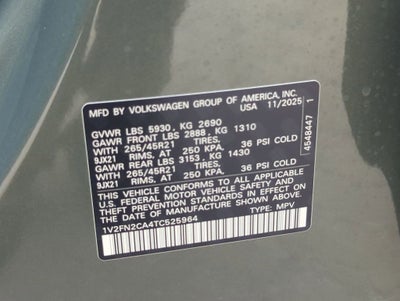 MFD BY VOLKSWAGEN GROUP OF AMERICA, INC.
USA 11/2025
GVWR LBS 5930, KG 2690
GAWR FRONT LBS 2888, KG 1310
WITH 265/45R21 TIRES,
9JX21 RIMS, AT 250 KPA. 36 PSI COLD
GAWR REAR LBS 3153, KG 1430
WITH 265/45R21 TIRES,
9JX21 RIMS, AT 250 KPA. 36 PSI COLD
THIS VEHICLE CONFORMS TO ALL APPLICABLE
U.S. FEDERAL MOTOR VEHICLE SAFETY AND
THEFT PREVENTION STANDARDS IN EFFECT
ON THE DATE OF MANUFACTURE SHOWN ABOVE.
1V2FN2CA4TC525964 TYPE: MPV
4548447 1